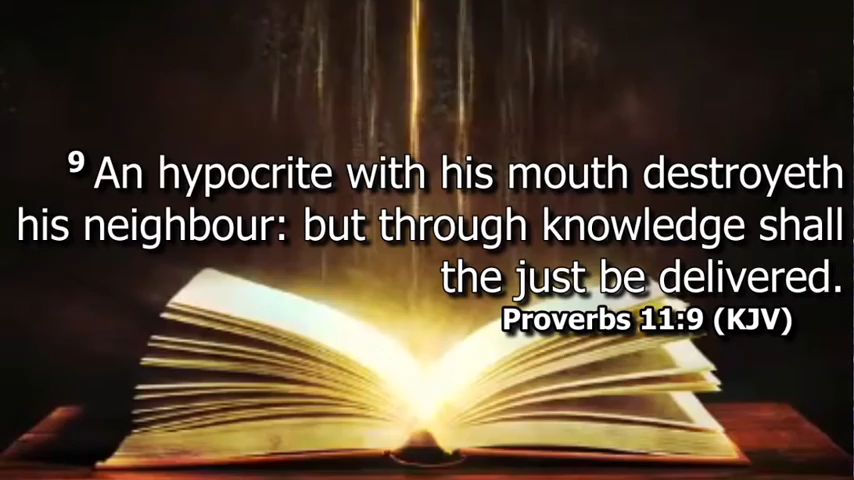 9 An hypocrite with his mouth destroyeth
his neighbour: but through knowledge shall
the just be delivered.
Proverbs 11:9 (KJV)